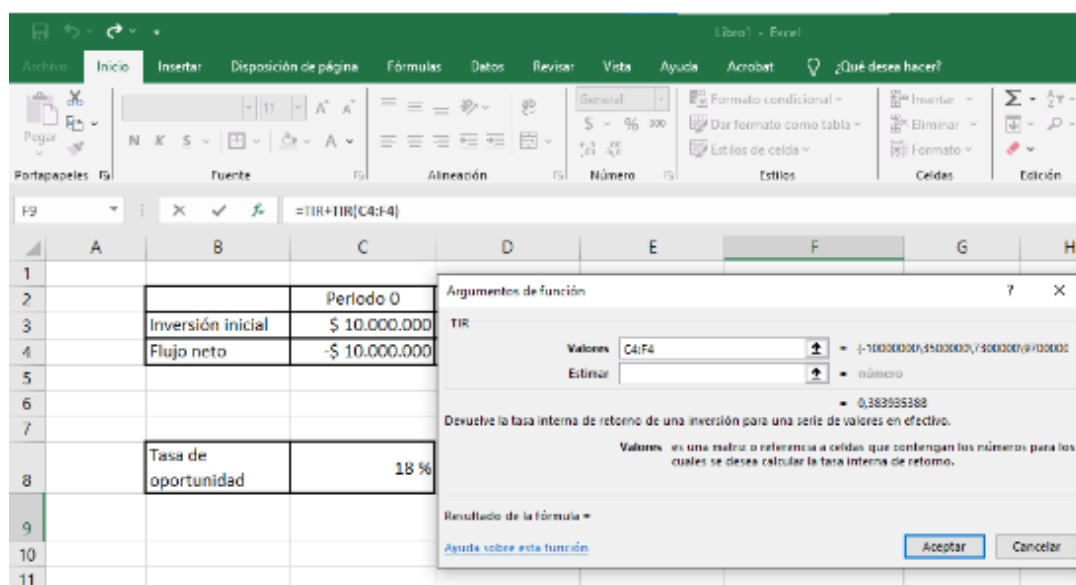 Libro1 - Excel
Archivo Inicio Insertar Disposición de página Fórmulas Datos Revisar Vista Ayuda Acrobat ¿Qué desea hacer?
11 A A General Formato condicional Insertar Σ
Pegar N K S A $ % 000 Dar formato como tabla Eliminar
Estilos de celda Formato
Portapapeles Fuente Alineación Número Estilos Celdas Edición
F9 =TIR+TIR(C4:F4)
A B C D E F G H
1
2 Periodo 0
3 Inversión inicial $ 10.000.000
4 Flujo neto -$ 10.000.000
5
6
7
8 Tasa de oportunidad 18 %
9
10
11
Argumentos de función ? ×
TIR
Valores C4:F4 = {-10000000\3500000\7300000\9700000
Estimar = número
= 0,383935388
Devuelve la tasa interna de retorno de una inversión para una serie de valores en efectivo.
Valores es una matriz o referencia a celdas que contengan los números para los
cuales se desea calcular la tasa interna de retorno.
Resultado de la fórmula =
Ayuda sobre esta función Aceptar Cancelar